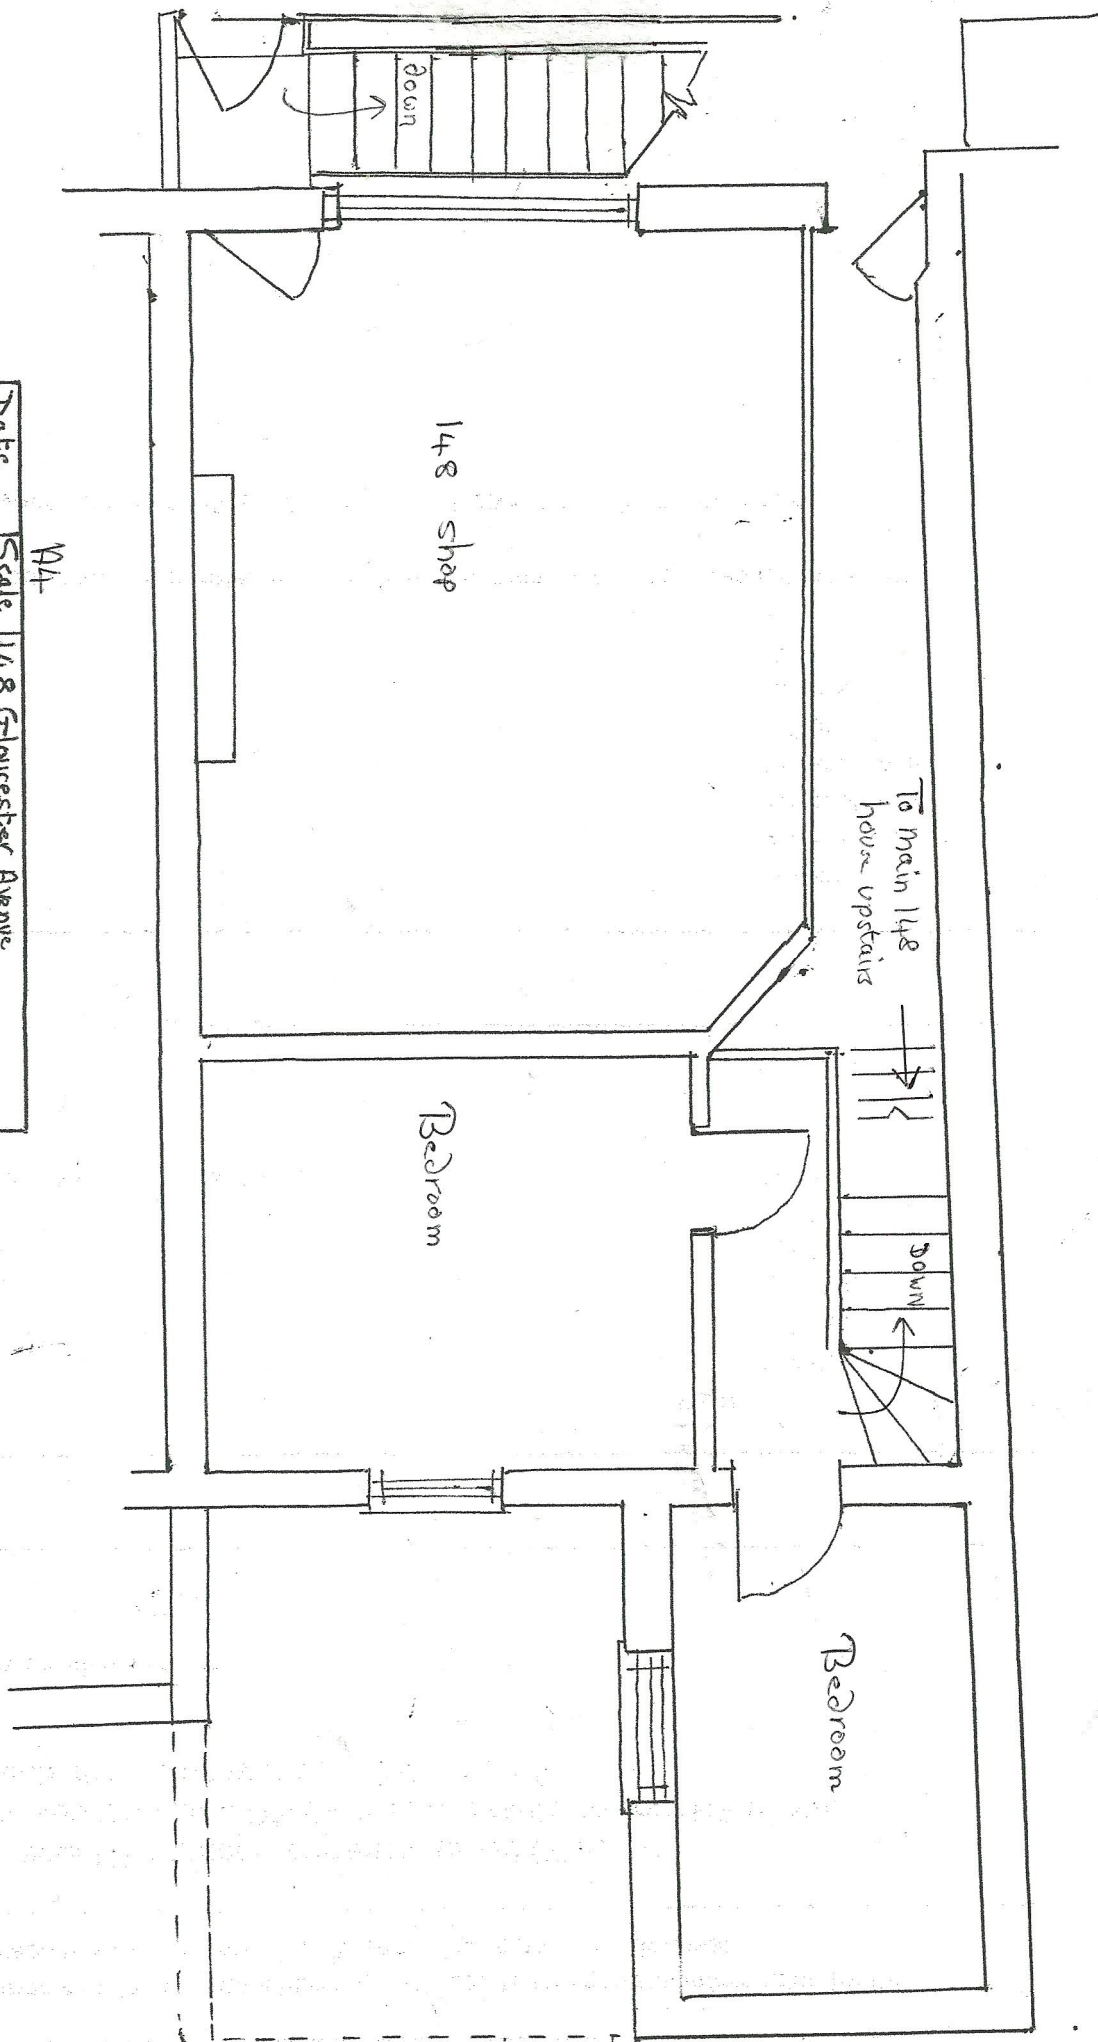 Down
148 shop
To main 148
house upstairs
Bedroom
DOWN
Bedroom
A4
Date
Scale
148 Gloucester Avenue